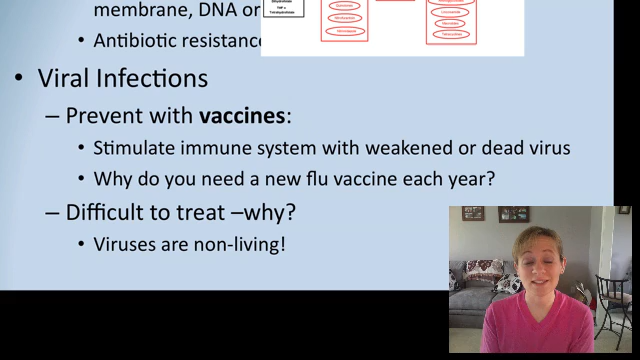 membrane, DNA or
• Antibiotic resistance
• Viral Infections
– Prevent with vaccines:
• Stimulate immune system with weakened or dead virus
• Why do you need a new flu vaccine each year?
– Difficult to treat –why?
• Viruses are non-living!